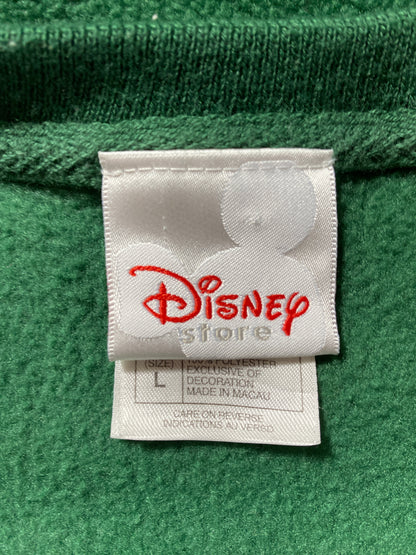 Disney
store
(SIZE)
L
100% POLYESTER
EXCLUSIVE OF
DECORATION
MADE IN MACAU
CARE ON REVERSE
INDICATIONS AU VERSO